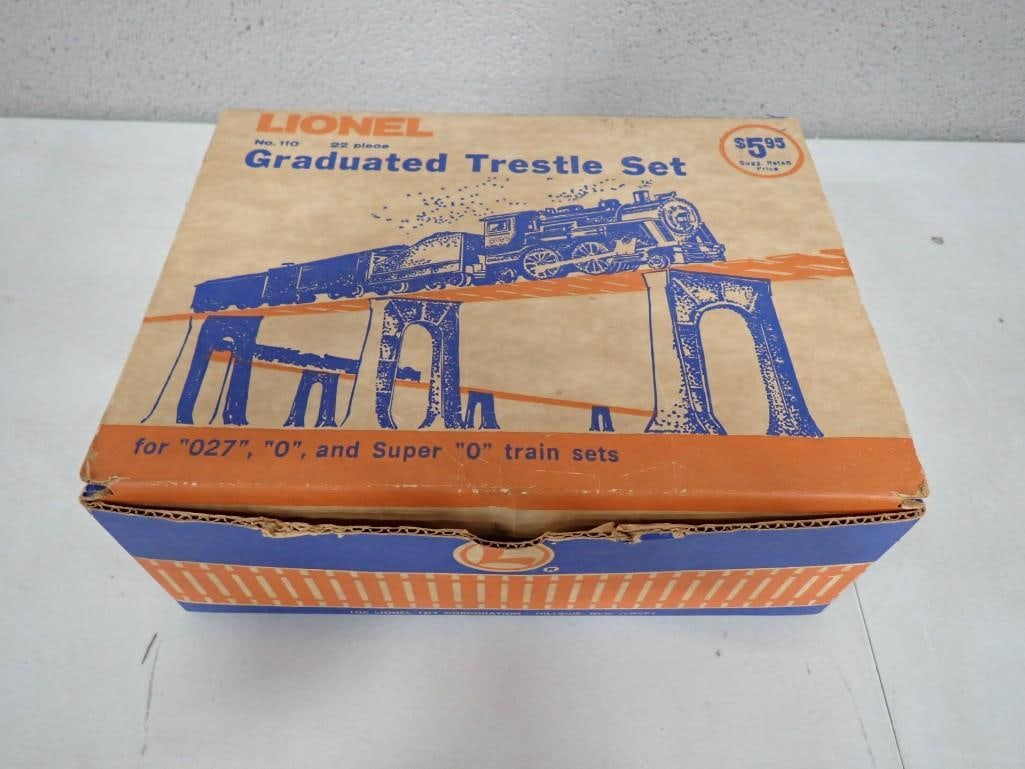 LIONEL
No. 110 22 piece
Graduated Trestle Set
$5.95
Sugg. Retail
Price
for "027", "0", and Super "0" train sets
L
®
THE LIONEL TOY CORPORATION, HILLSIDE, NEW JERSEY